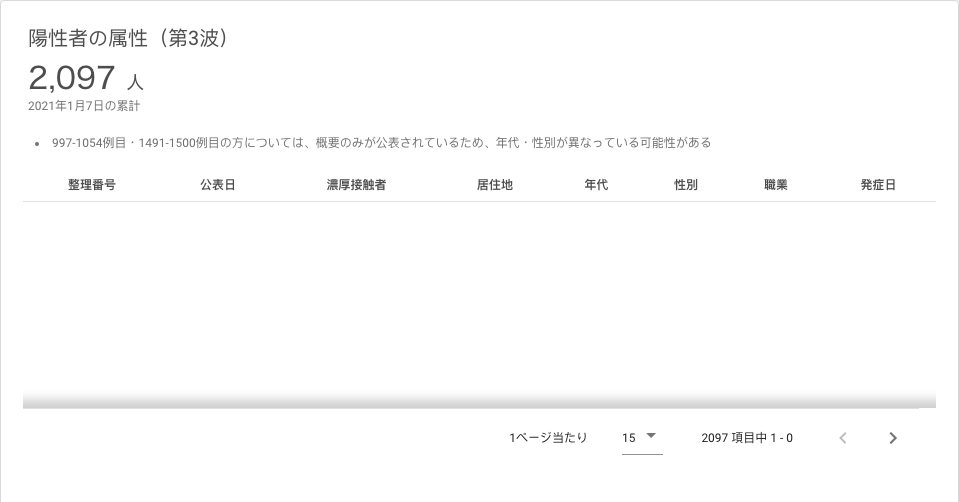 陽性者の属性（第3波）
2,097 人
2021年1月7日の累計
• 997-1054例目・1491-1500例目の方については、概要のみが公表されているため、年代・性別が異なっている可能性がある
整理番号 公表日 濃厚接触者 居住地 年代 性別 職業 発症日
1ページ当たり 15 2097 項目中 1 - 0